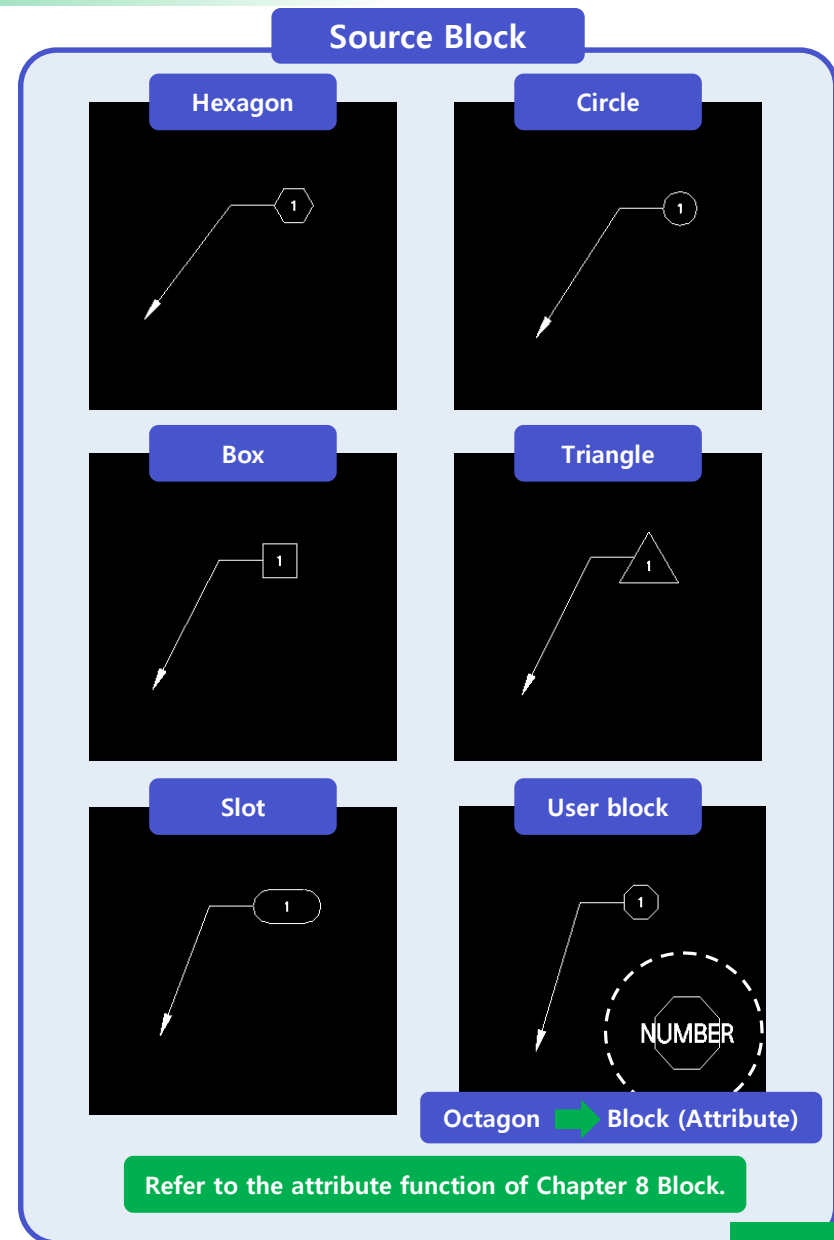 Source Block
Hexagon
Circle
1
1
Box
Triangle
1
1
Slot
User block
1
1
NUMBER
Octagon Block (Attribute)
Refer to the attribute function of Chapter 8 Block.